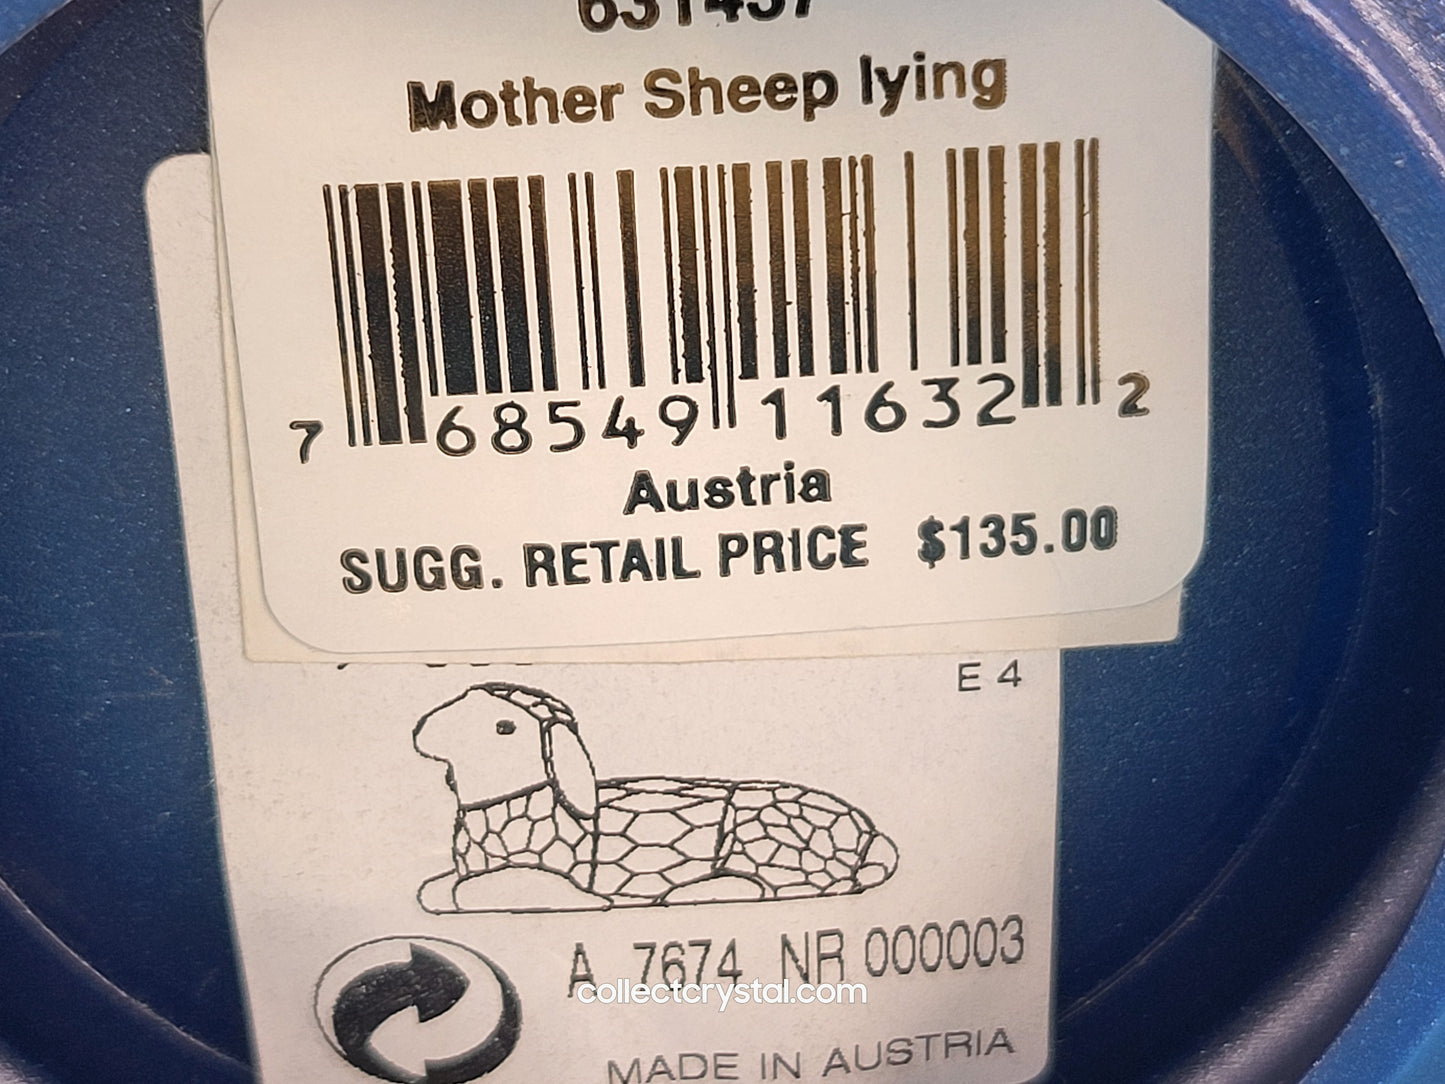 631437
Mother Sheep lying
7 68549 11632 2
Austria
SUGG. RETAIL PRICE $135.00
E 4
A 7674 NR 000003
collectcrystal.com
MADE IN AUSTRIA